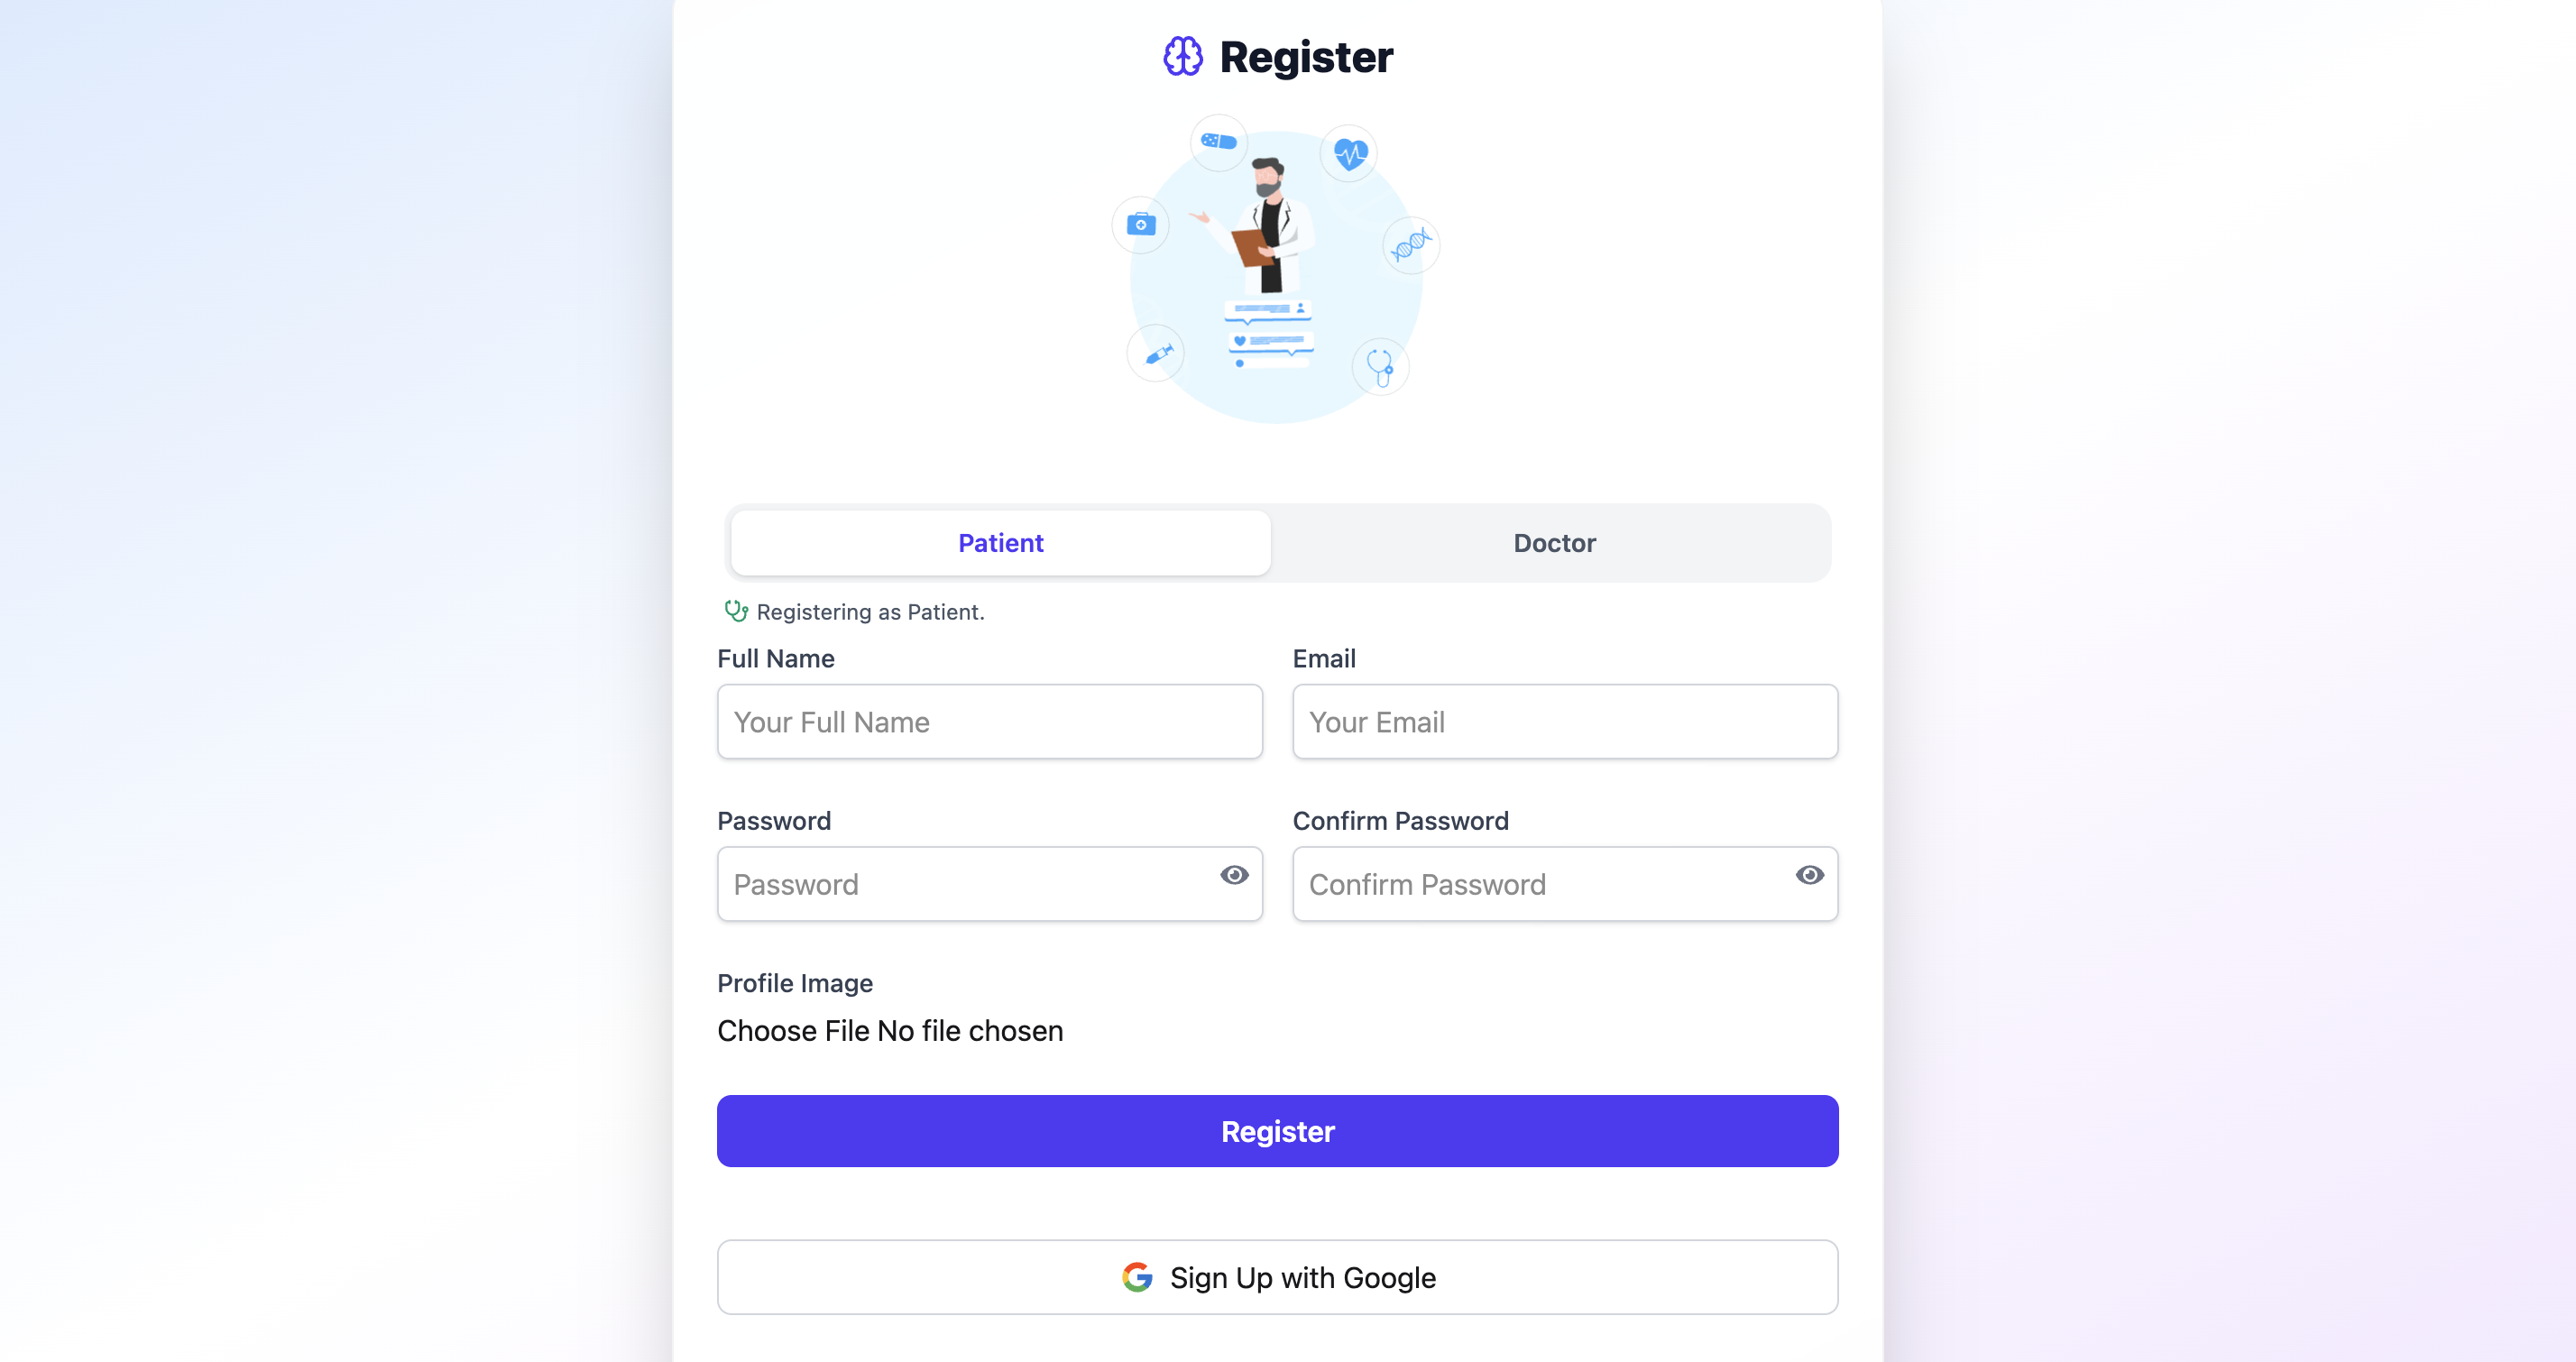 Register
Patient Doctor
Registering as Patient.
Full Name Email
Your Full Name Your Email
Password Confirm Password
Password Confirm Password
Profile Image
Choose File No file chosen
Register
Sign Up with Google